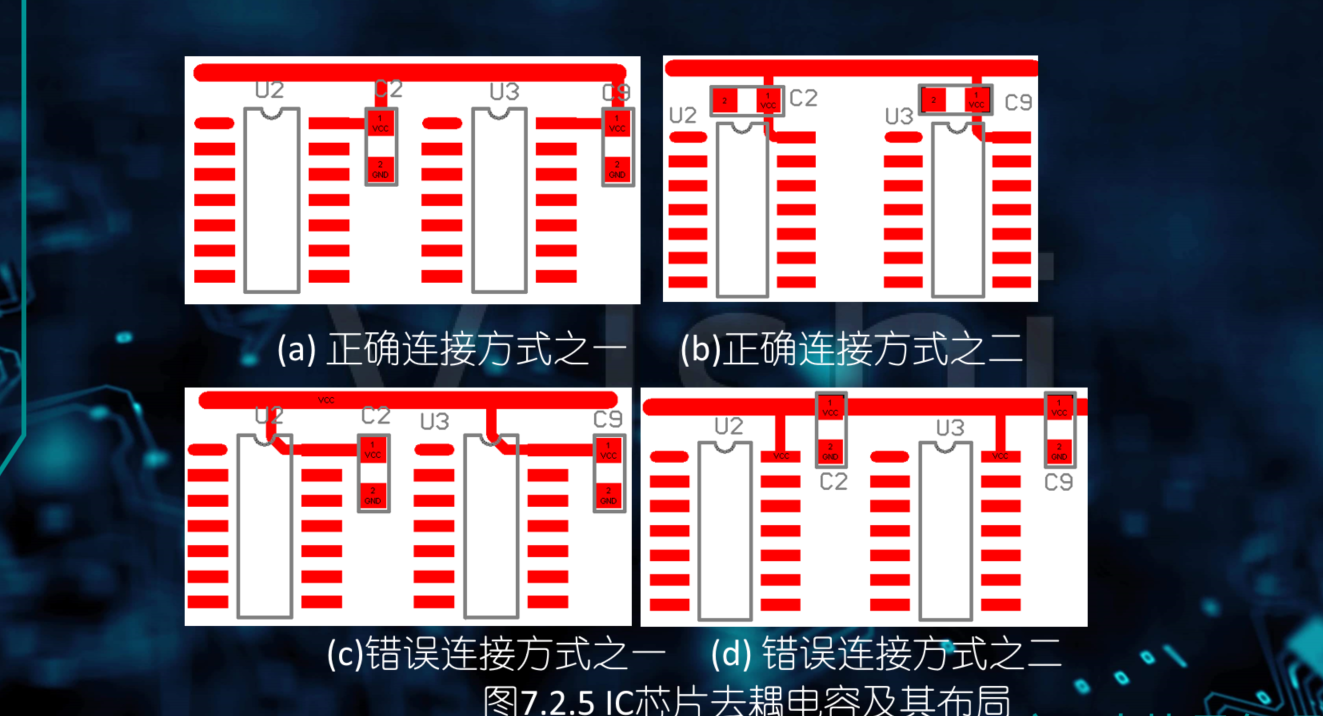 U2 C2 U3 C9
1 VCC 1 VCC
2 GND 2 GND
2 1 VCC C2 2 1 VCC C9
U2 U3
(a) 正确连接方式之一 (b)正确连接方式之二
VCC
U2 C2 U3 C9
1 VCC 1 VCC
2 GND 2 GND
1 VCC 1 VCC
U2 U3
2 GND 2 GND
VCC VCC
C2 C9
(c)错误连接方式之一 (d) 错误连接方式之二
图7.2.5 IC芯片去耦电容及其布局